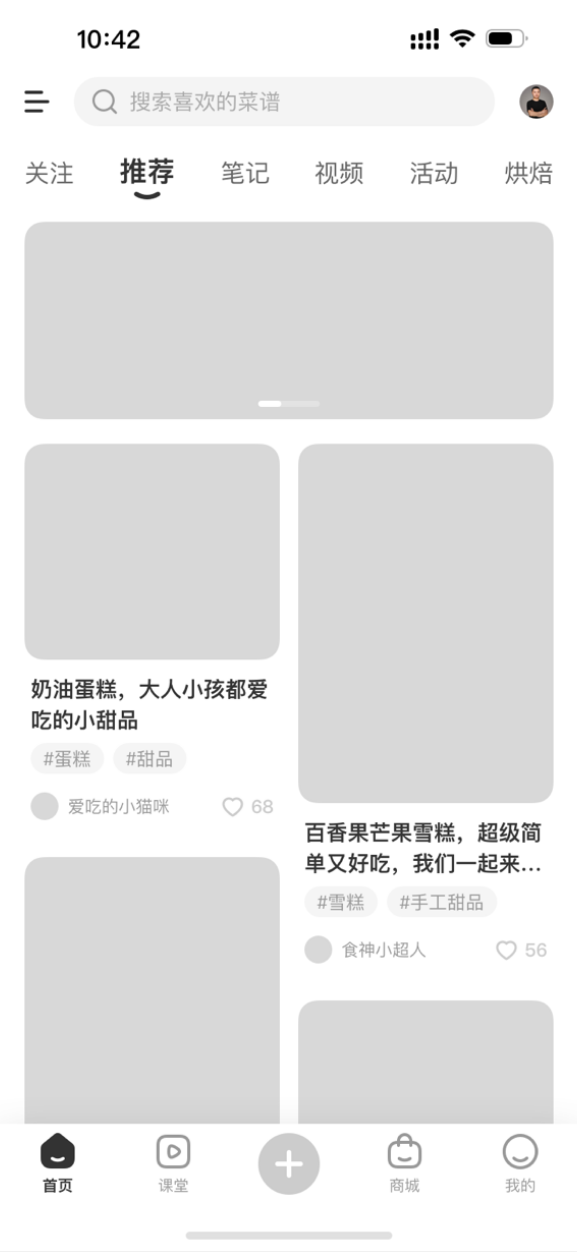 10:42
搜索喜欢的菜谱
关注 推荐 笔记 视频 活动 烘焙
奶油蛋糕，大人小孩都爱
吃的小甜品
#蛋糕 #甜品
爱吃的小猫咪 68
百香果芒果雪糕，超级简
单又好吃，我们一起来...
#雪糕 #手工甜品
食神小超人 56
首页 课堂 商城 我的